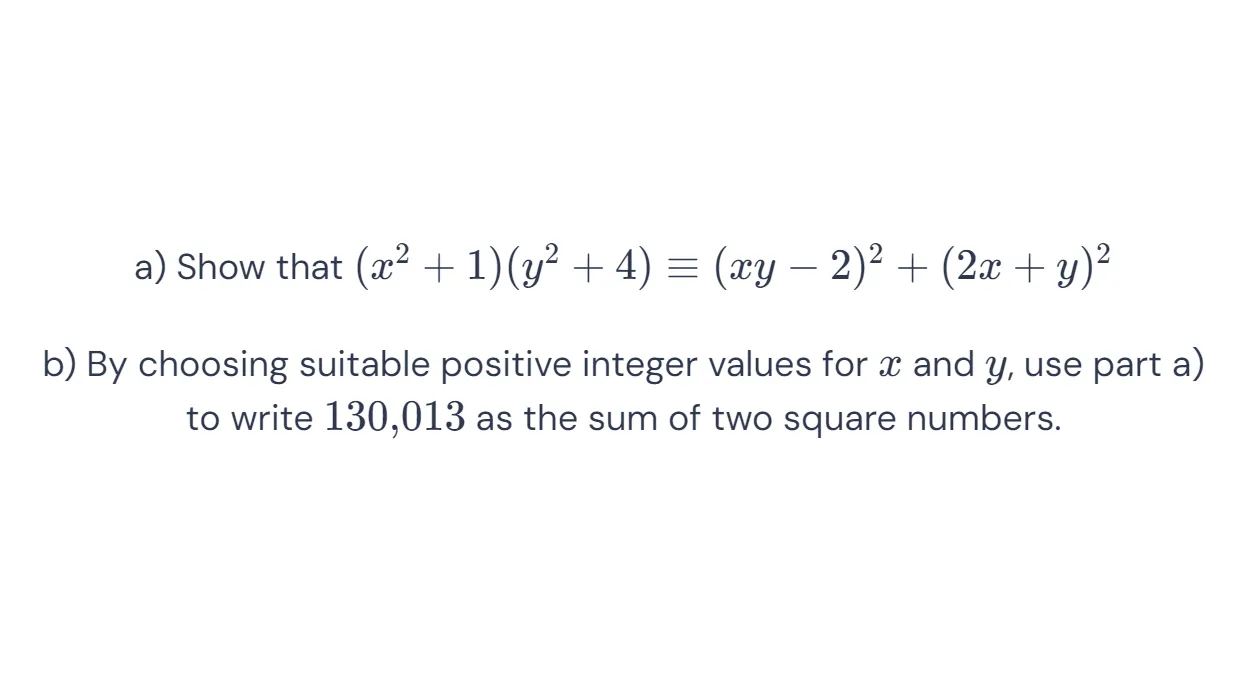 a) Show that (x² + 1)(y² + 4) ≡ (xy − 2)² + (2x + y)²
b) By choosing suitable positive integer values for x and y, use part a)
to write 130,013 as the sum of two square numbers.